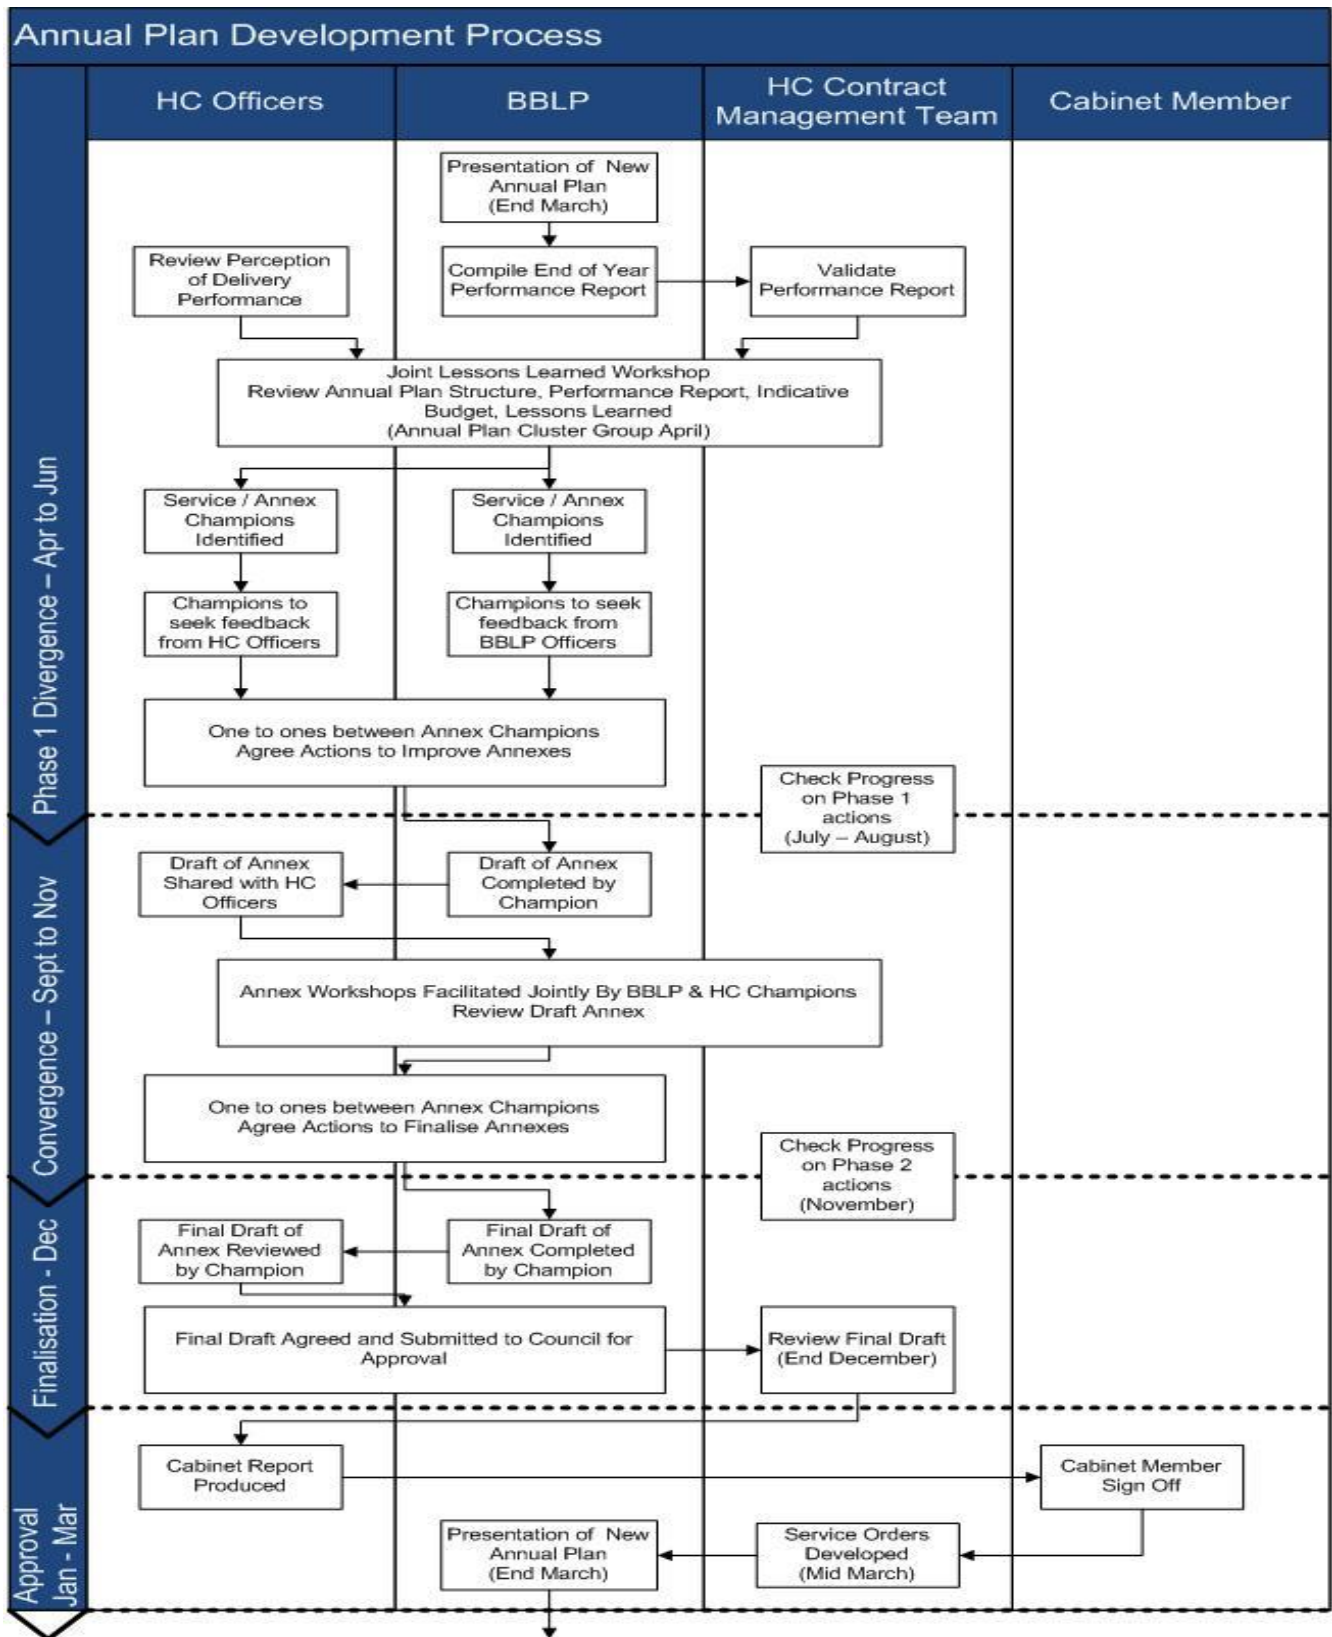 Annual Plan Development Process
HC Officers
BBLP
HC Contract
Management Team
Cabinet Member
Phase 1 Divergence – Apr to Jun
Presentation of New
Annual Plan
(End March)
Review Perception
of Delivery
Performance
Compile End of Year
Performance Report
Validate
Performance Report
Joint Lessons Learned Workshop
Review Annual Plan Structure, Performance Report, Indicative
Budget, Lessons Learned
(Annual Plan Cluster Group April)
Service / Annex
Champions
Identified
Service / Annex
Champions
Identified
Champions to
seek feedback
from HC Officers
Champions to seek
feedback from
BBLP Officers
One to ones between Annex Champions
Agree Actions to Improve Annexes
Check Progress
on Phase 1
actions
(July – August)
Convergence – Sept to Nov
Draft of Annex
Shared with HC
Officers
Draft of Annex
Completed by
Champion
Annex Workshops Facilitated Jointly By BBLP & HC Champions
Review Draft Annex
One to ones between Annex Champions
Agree Actions to Finalise Annexes
Check Progress
on Phase 2
actions
(November)
Finalisation - Dec
Final Draft of
Annex Reviewed
by Champion
Final Draft of
Annex Completed
by Champion
Final Draft Agreed and Submitted to Council for
Approval
Review Final Draft
(End December)
Approval
Jan - Mar
Cabinet Report
Produced
Cabinet Member
Sign Off
Presentation of New
Annual Plan
(End March)
Service Orders
Developed
(Mid March)